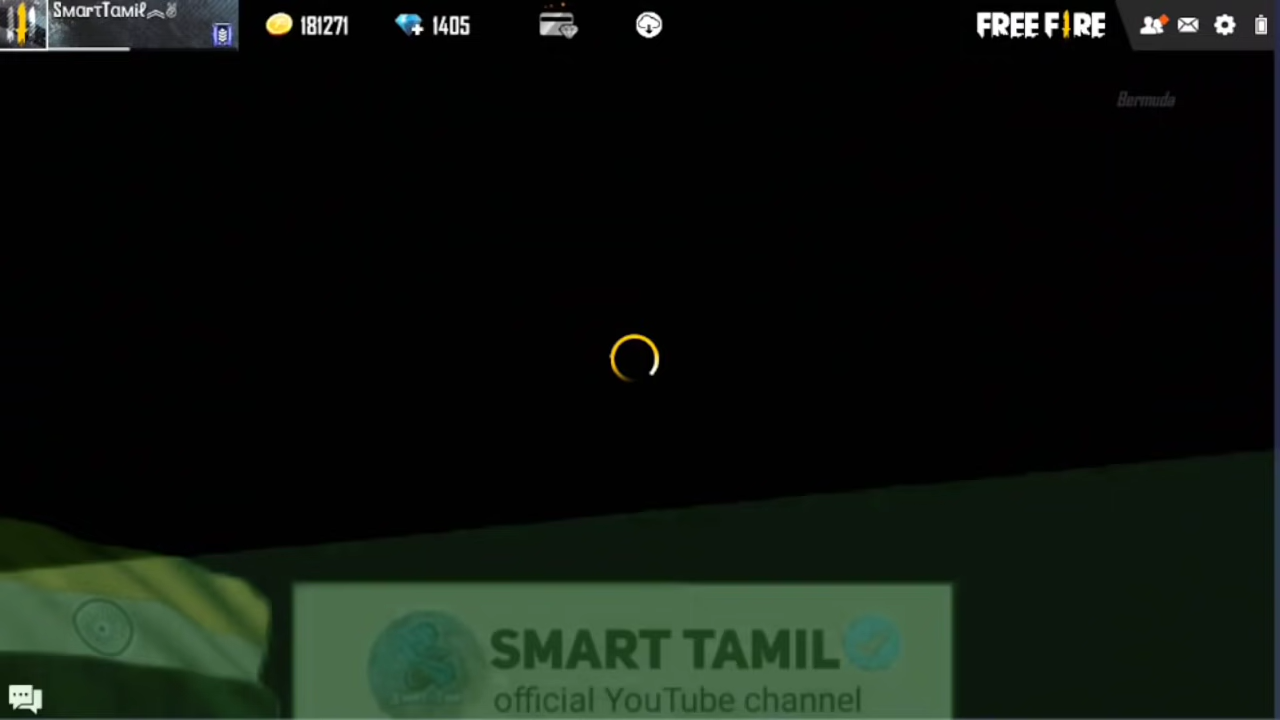 SmartTamil
181271
1405
FREE FIRE
Bermuda
SMART TAMIL
official YouTube channel